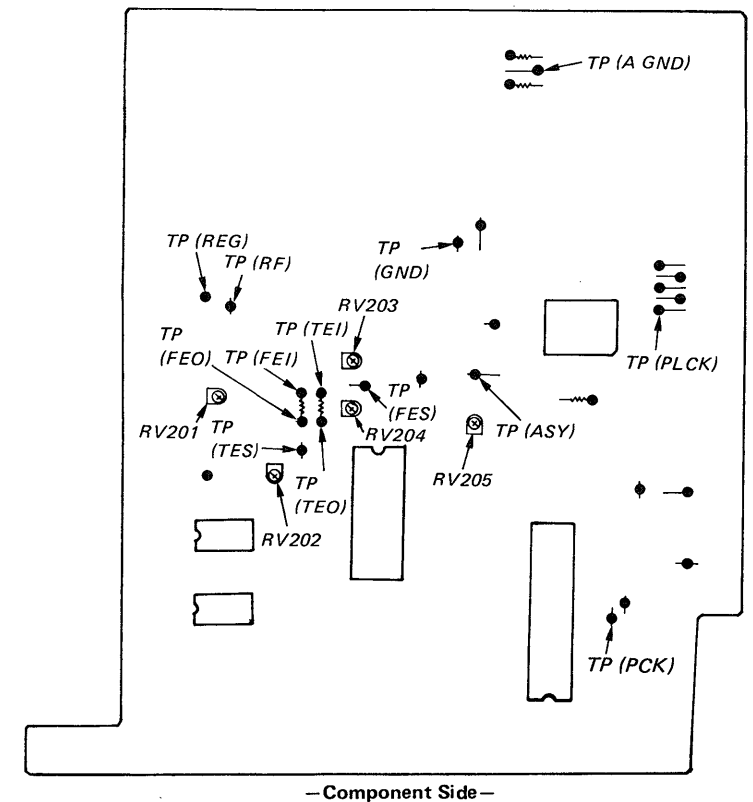 TP (A GND)
TP (REG)
TP (RF)
TP
(GND)
RV203
TP (TEI)
TP
(FEO)
TP (FEI)
TP (PLCK)
TP
(FES)
RV201
TP
(TES)
RV204
TP (ASY)
RV205
TP
(TEO)
RV202
TP (PCK)
—Component Side—